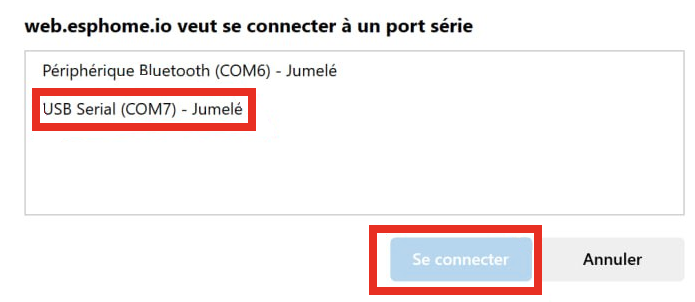 web.esphome.io veut se connecter à un port série
Périphérique Bluetooth (COM6) - Jumelé
USB Serial (COM7) - Jumelé
Se connecter
Annuler